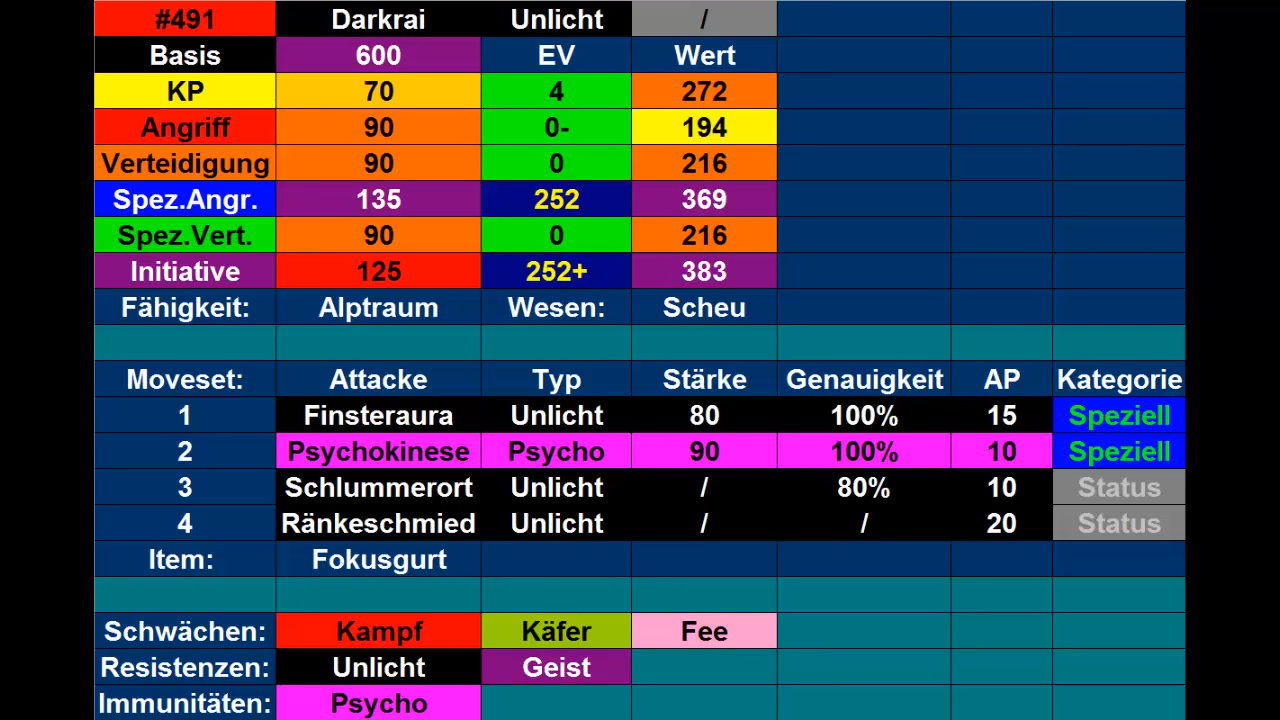 #491 Darkrai Unlicht /
Basis 600 EV Wert
KP 70 4 272
Angriff 90 0- 194
Verteidigung 90 0 216
Spez.Angr. 135 252 369
Spez.Vert. 90 0 216
Initiative 125 252+ 383
Fähigkeit: Alptraum Wesen: Scheu
Moveset: Attacke Typ Stärke Genauigkeit AP Kategorie
1 Finsteraura Unlicht 80 100% 15 Speziell
2 Psychokinese Psycho 90 100% 10 Speziell
3 Schlummerort Unlicht / 80% 10 Status
4 Ränkeschmied Unlicht / / 20 Status
Item: Fokusgurt
Schwächen: Kampf Käfer Fee
Resistenzen: Unlicht Geist
Immunitäten: Psycho